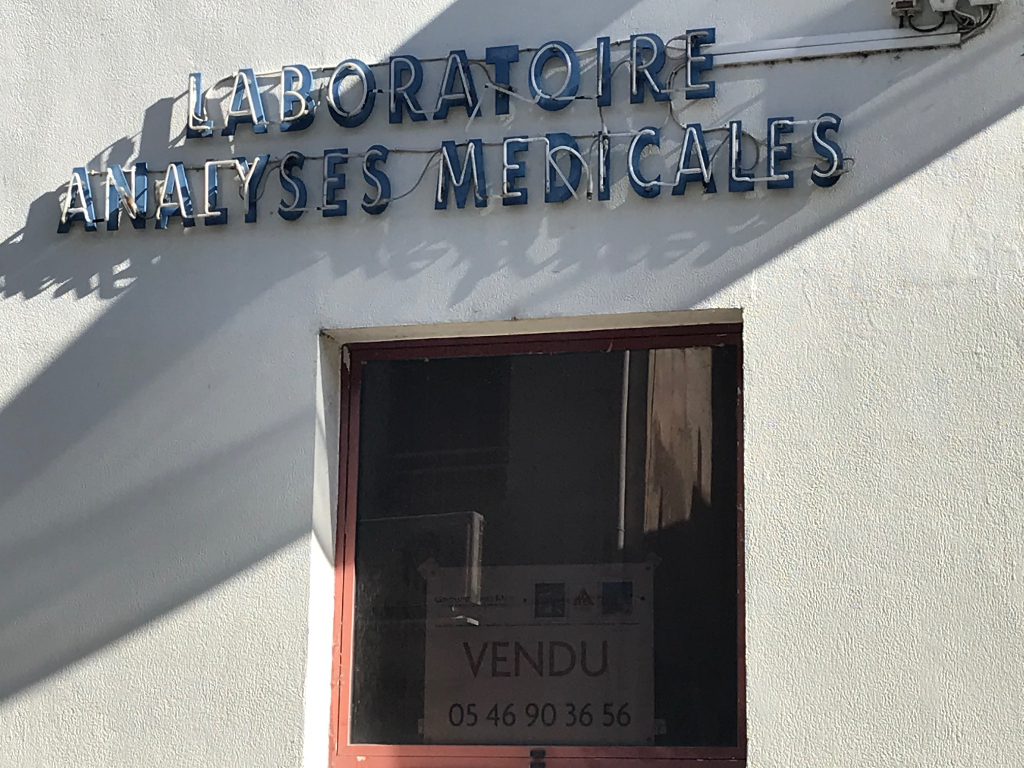 LABORATOIRE
ANALYSES MEDICALES
VENDU
05 46 90 36 56